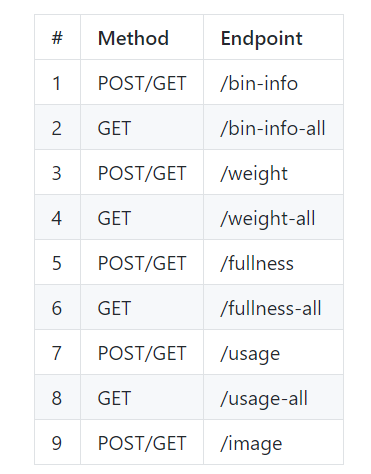 # Method Endpoint
1 POST/GET /bin-info
2 GET /bin-info-all
3 POST/GET /weight
4 GET /weight-all
5 POST/GET /fullness
6 GET /fullness-all
7 POST/GET /usage
8 GET /usage-all
9 POST/GET /image